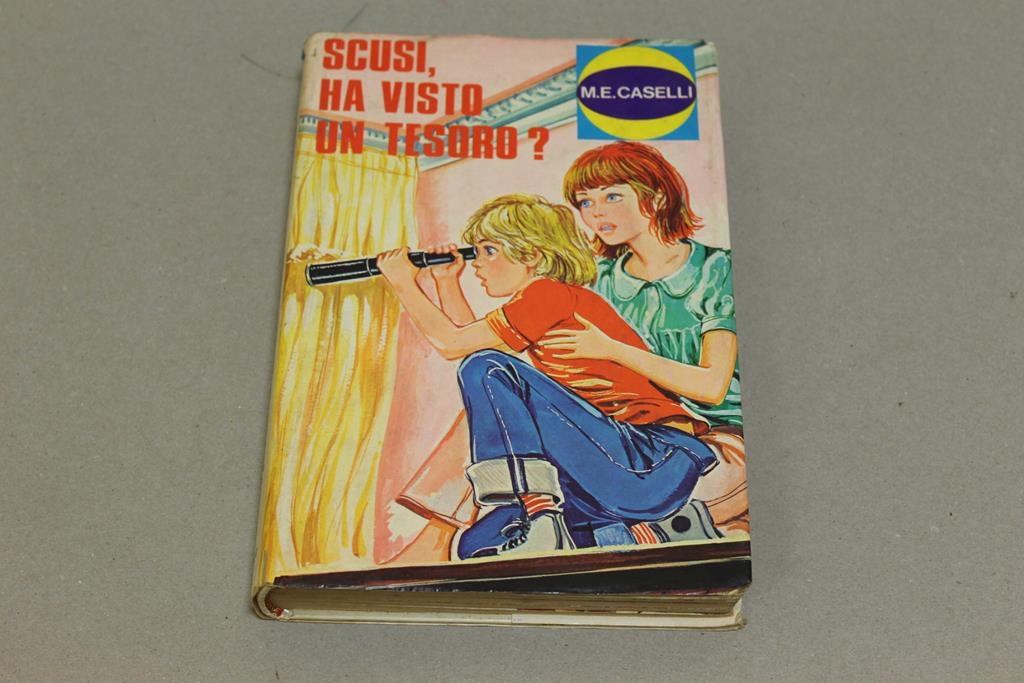 SCUSI,
HA VISTO
UN TESORO?
M.E. CASELLI